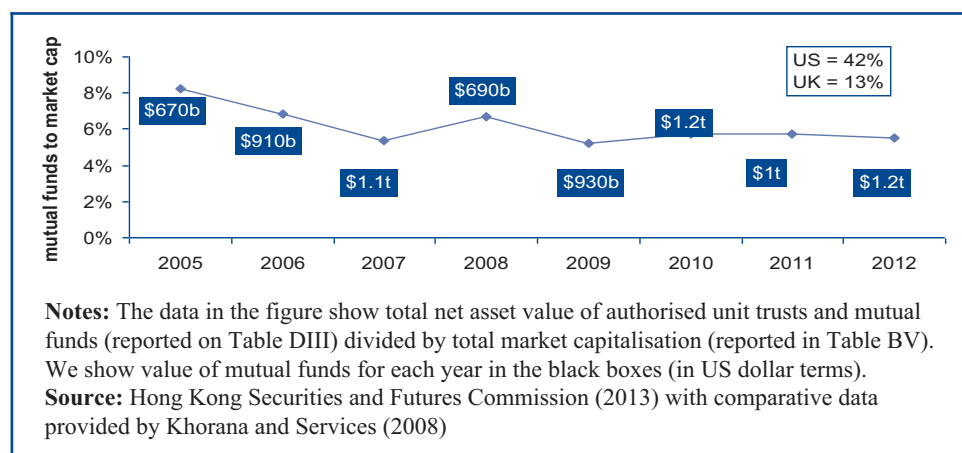 mutual funds to market cap
10%
8%
6%
4%
2%
0%
US = 42%
UK = 13%
$670b
$910b
$1.1t
$690b
$930b
$1.2t
$1t
$1.2t
2005 2006 2007 2008 2009 2010 2011 2012
Notes: The data in the figure show total net asset value of authorised unit trusts and mutual
funds (reported on Table DIII) divided by total market capitalisation (reported in Table BV).
We show value of mutual funds for each year in the black boxes (in US dollar terms).
Source: Hong Kong Securities and Futures Commission (2013) with comparative data
provided by Khorana and Services (2008)